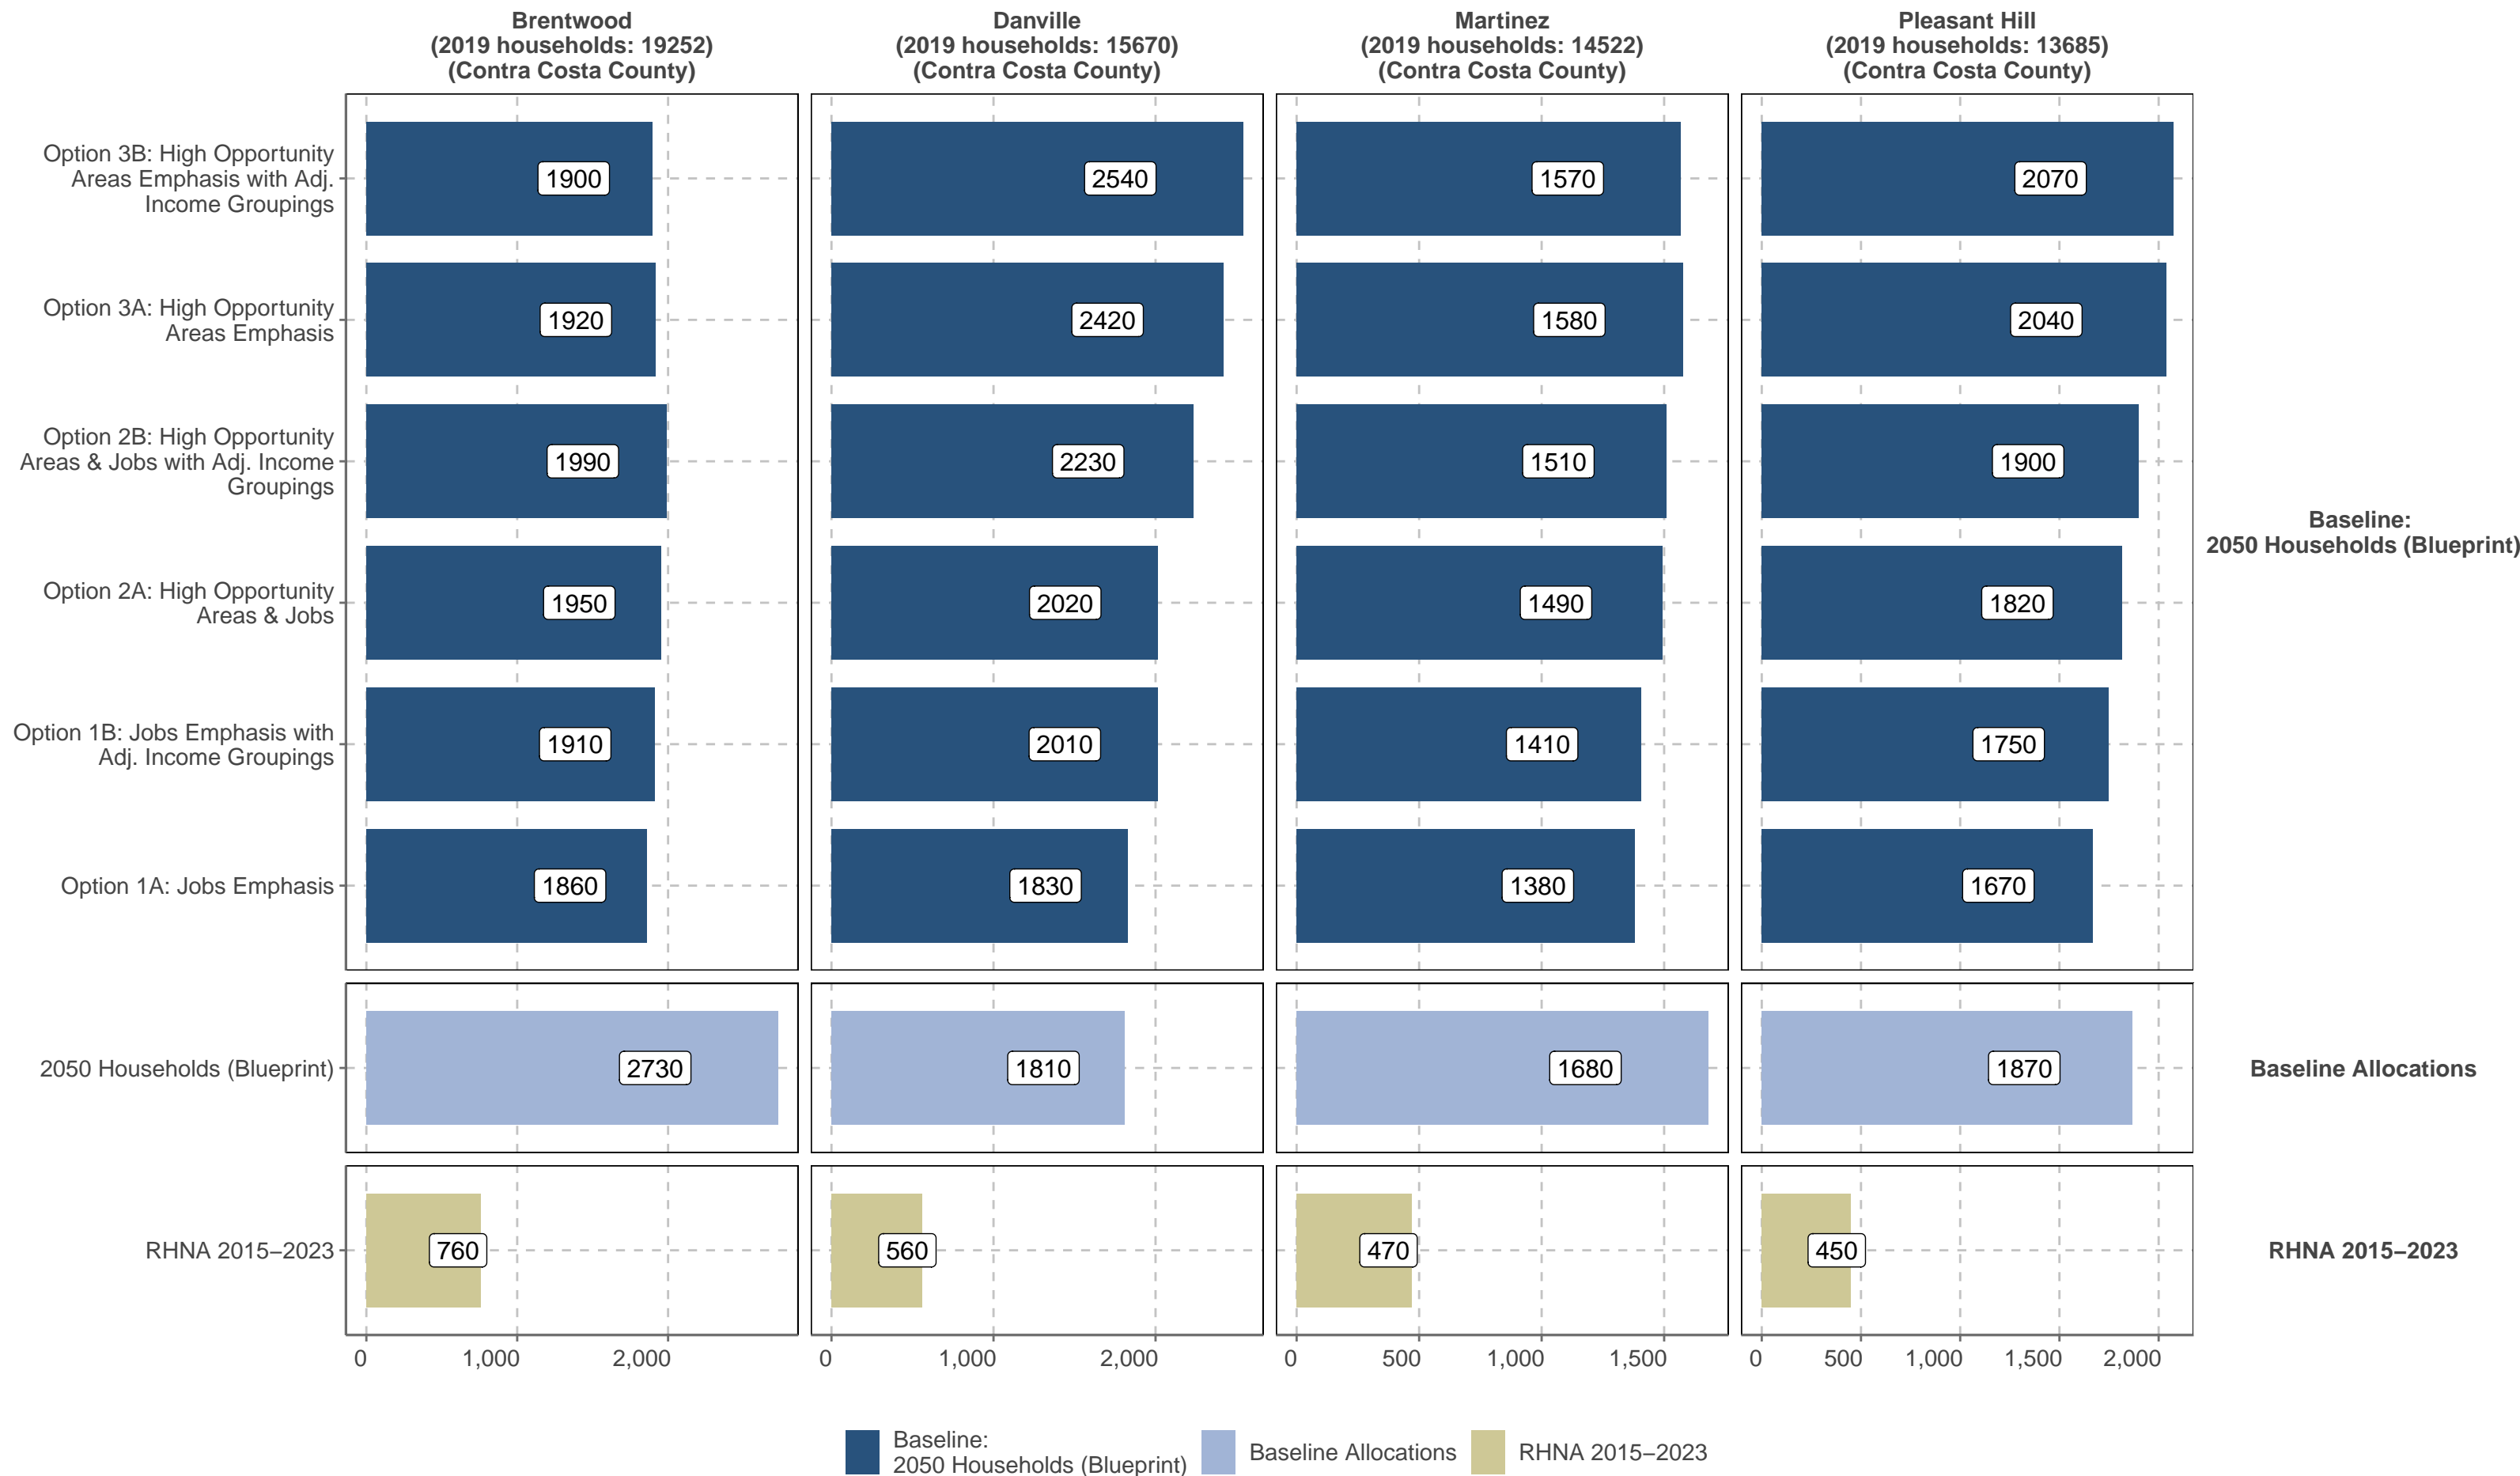 Brentwood
(2019 households: 19252)
(Contra Costa County)
Danville
(2019 households: 15670)
(Contra Costa County)
Martinez
(2019 households: 14522)
(Contra Costa County)
Pleasant Hill
(2019 households: 13685)
(Contra Costa County)
Option 3B: High Opportunity
Areas Emphasis with Adj.
Income Groupings
1900
2540
1570
2070
Option 3A: High Opportunity
Areas Emphasis
1920
2420
1580
2040
Option 2B: High Opportunity
Areas & Jobs with Adj. Income
Groupings
1990
2230
1510
1900
Baseline:
2050 Households (Blueprint)
Option 2A: High Opportunity
Areas & Jobs
1950
2020
1490
1820
Option 1B: Jobs Emphasis with
Adj. Income Groupings
1910
2010
1410
1750
Option 1A: Jobs Emphasis
1860
1830
1380
1670
2050 Households (Blueprint)
2730
1810
1680
1870
Baseline Allocations
RHNA 2015−2023
760
560
470
450
RHNA 2015−2023
0 1,000 2,000
0 1,000 2,000
0 500 1,000 1,500
0 500 1,000 1,500 2,000
Baseline:
2050 Households (Blueprint)
Baseline Allocations
RHNA 2015−2023